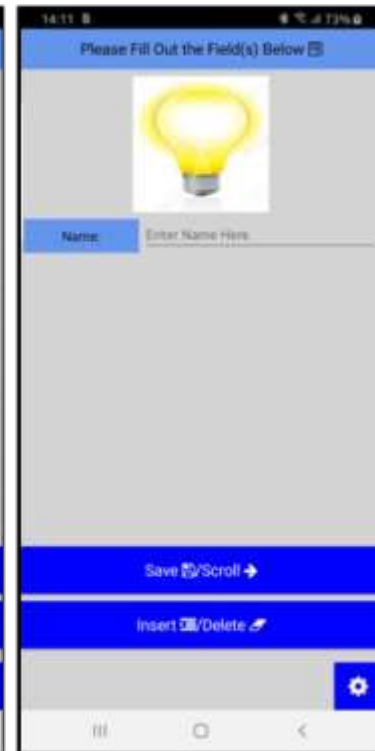 14:11 73%
Please Fill Out the Field(s) Below
Name: Enter Name Here
Save /Scroll
Insert /Delete